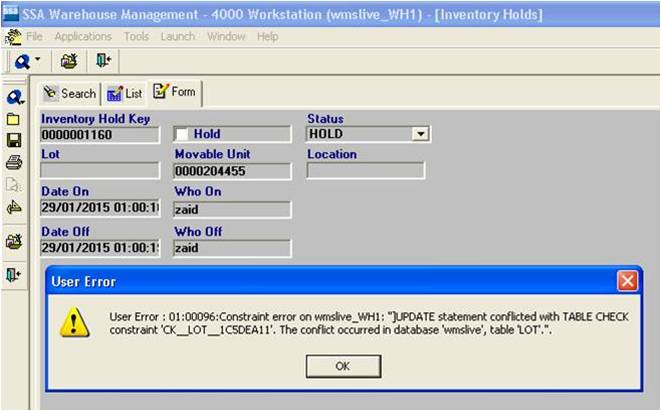 SSA Warehouse Management - 4000 Workstation (wmslive_WH1) - [Inventory Holds]
File Applications Tools Launch Window Help
Search List Form
Inventory Hold Key Status
0000001160 Hold HOLD
Lot Movable Unit Location
0000204455
Date On Who On
29/01/2015 01:00:1 zaid
Date Off Who Off
29/01/2015 01:00:1 zaid
User Error
User Error : 01:00096:Constraint error on wmslive_WH1: "]UPDATE statement conflicted with TABLE CHECK
constraint 'CK__LOT__1C5DEA11'. The conflict occurred in database 'wmslive', table 'LOT'.".
OK